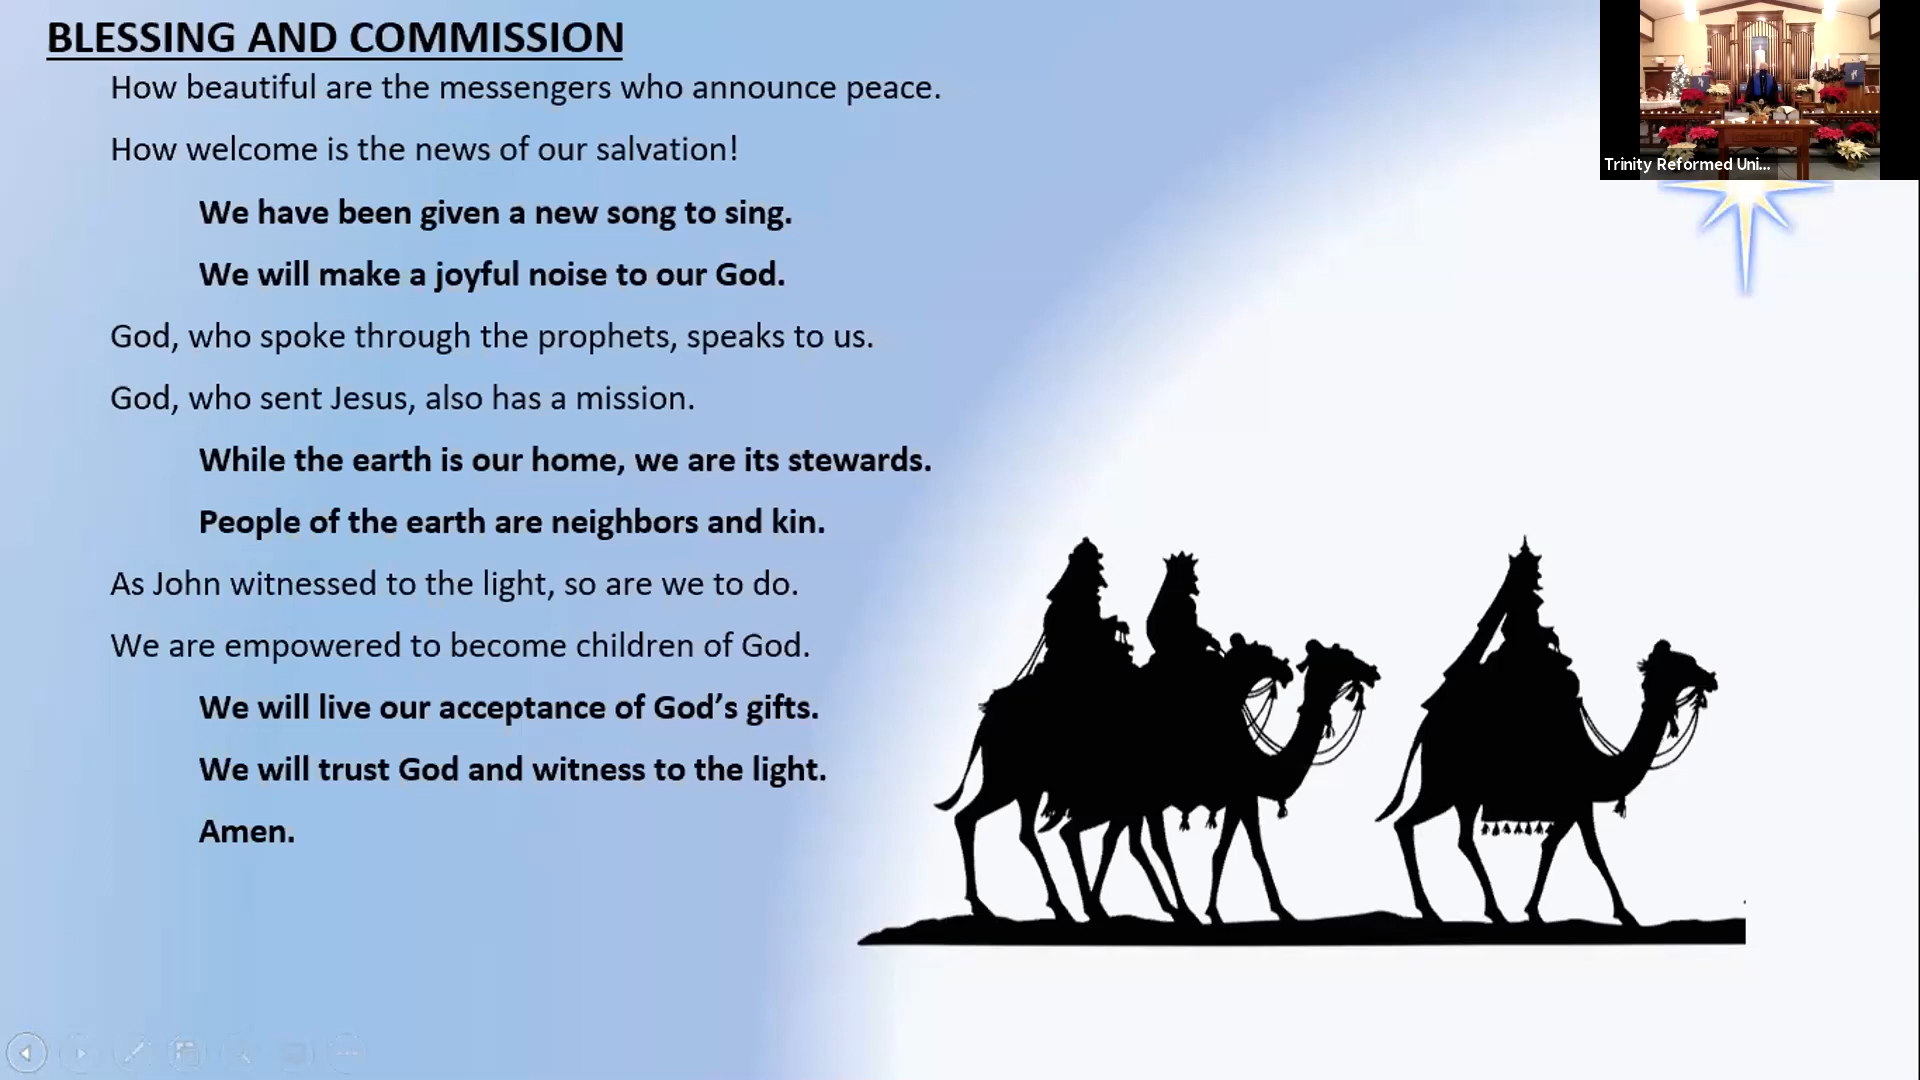 BLESSING AND COMMISSION
How beautiful are the messengers who announce peace.
How welcome is the news of our salvation!
We have been given a new song to sing.
We will make a joyful noise to our God.
God, who spoke through the prophets, speaks to us.
God, who sent Jesus, also has a mission.
While the earth is our home, we are its stewards.
People of the earth are neighbors and kin.
As John witnessed to the light, so are we to do.
We are empowered to become children of God.
We will live our acceptance of God’s gifts.
We will trust God and witness to the light.
Amen.
Trinity Reformed Uni...